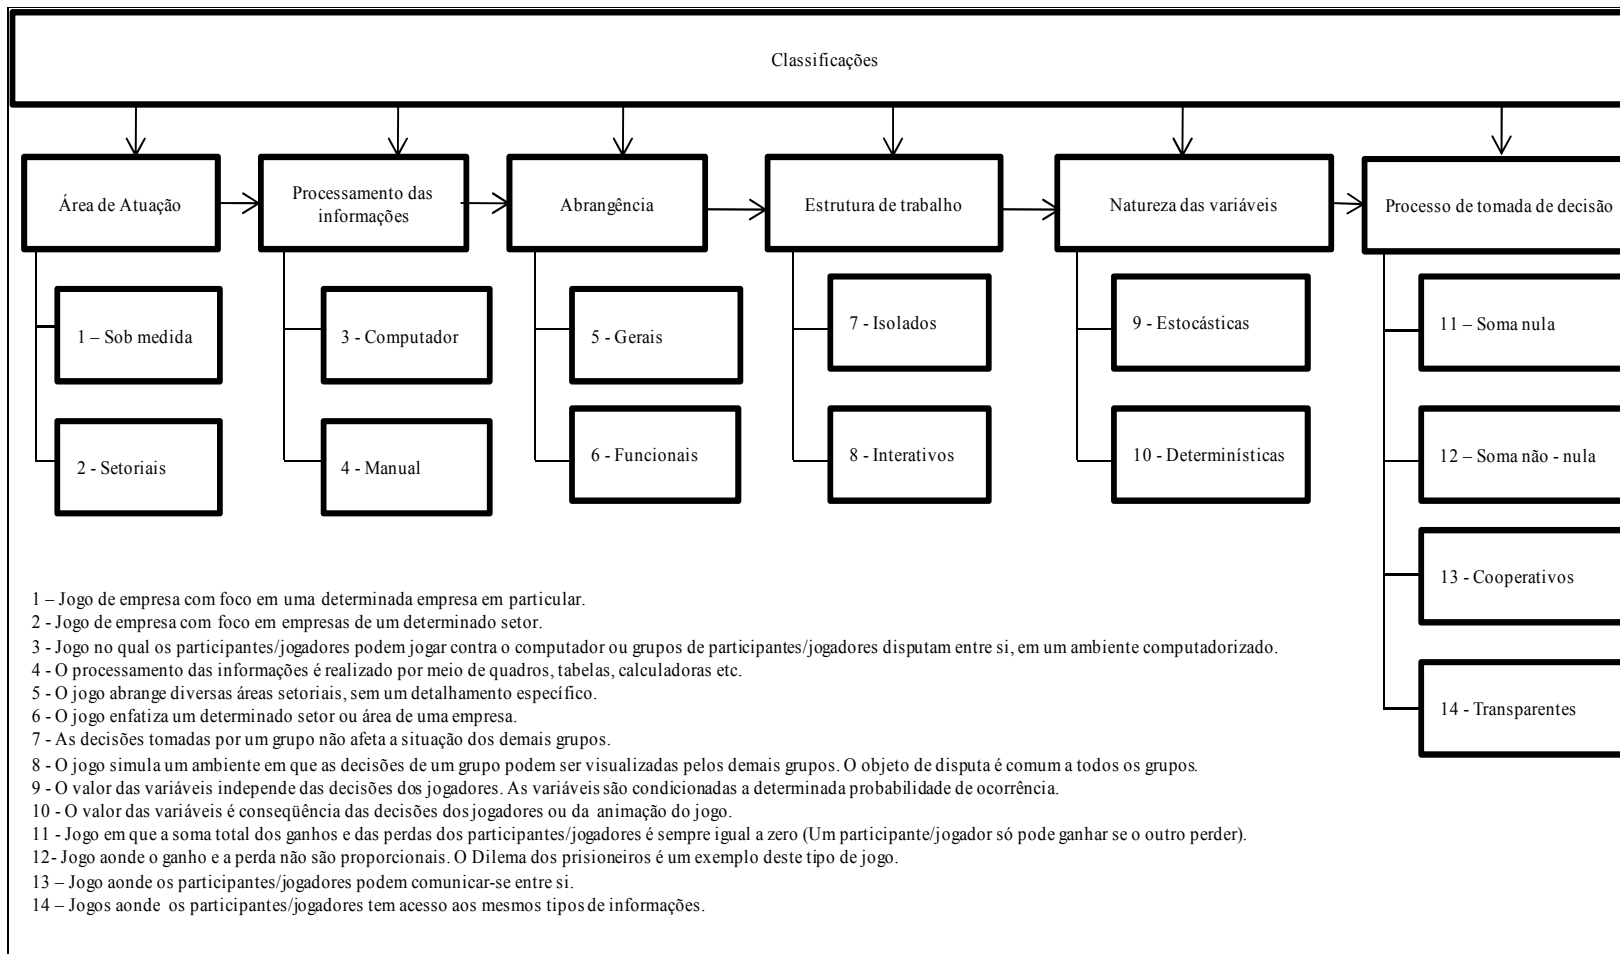 Classificações
Área de Atuação
Processamento das
informações
Abrangência
Estrutura de trabalho
Natureza das variáveis
Processo de tomada de decisão
1 – Sob medida
3 - Computador
5 - Gerais
7 - Isolados
9 - Estocásticas
11 – Soma nula
2 - Setoriais
4 - Manual
6 - Funcionais
8 - Interativos
10 - Determinísticas
12 – Soma não - nula
13 - Cooperativos
14 - Transparentes
1 – Jogo de empresa com foco em uma determinada empresa em particular.
2 - Jogo de empresa com foco em empresas de um determinado setor.
3 - Jogo no qual os participantes/jogadores podem jogar contra o computador ou grupos de participantes/jogadores disputam entre si, em um ambiente computadorizado.
4 - O processamento das informações é realizado por meio de quadros, tabelas, calculadoras etc.
5 - O jogo abrange diversas áreas setoriais, sem um detalhamento específico.
6 - O jogo enfatiza um determinado setor ou área de uma empresa.
7 - As decisões tomadas por um grupo não afeta a situação dos demais grupos.
8 - O jogo simula um ambiente em que as decisões de um grupo podem ser visualizadas pelos demais grupos. O objeto de disputa é comum a todos os grupos.
9 - O valor das variáveis independe das decisões dos jogadores. As variáveis são condicionadas a determinada probabilidade de ocorrência.
10 - O valor das variáveis é conseqüência das decisões dos jogadores ou da animação do jogo.
11 - Jogo em que a soma total dos ganhos e das perdas dos participantes/jogadores é sempre igual a zero (Um participante/jogador só pode ganhar se o outro perder).
12- Jogo aonde o ganho e a perda não são proporcionais. O Dilema dos prisioneiros é um exemplo deste tipo de jogo.
13 – Jogo aonde os participantes/jogadores podem comunicar-se entre si.
14 – Jogos aonde os participantes/jogadores tem acesso aos mesmos tipos de informações.